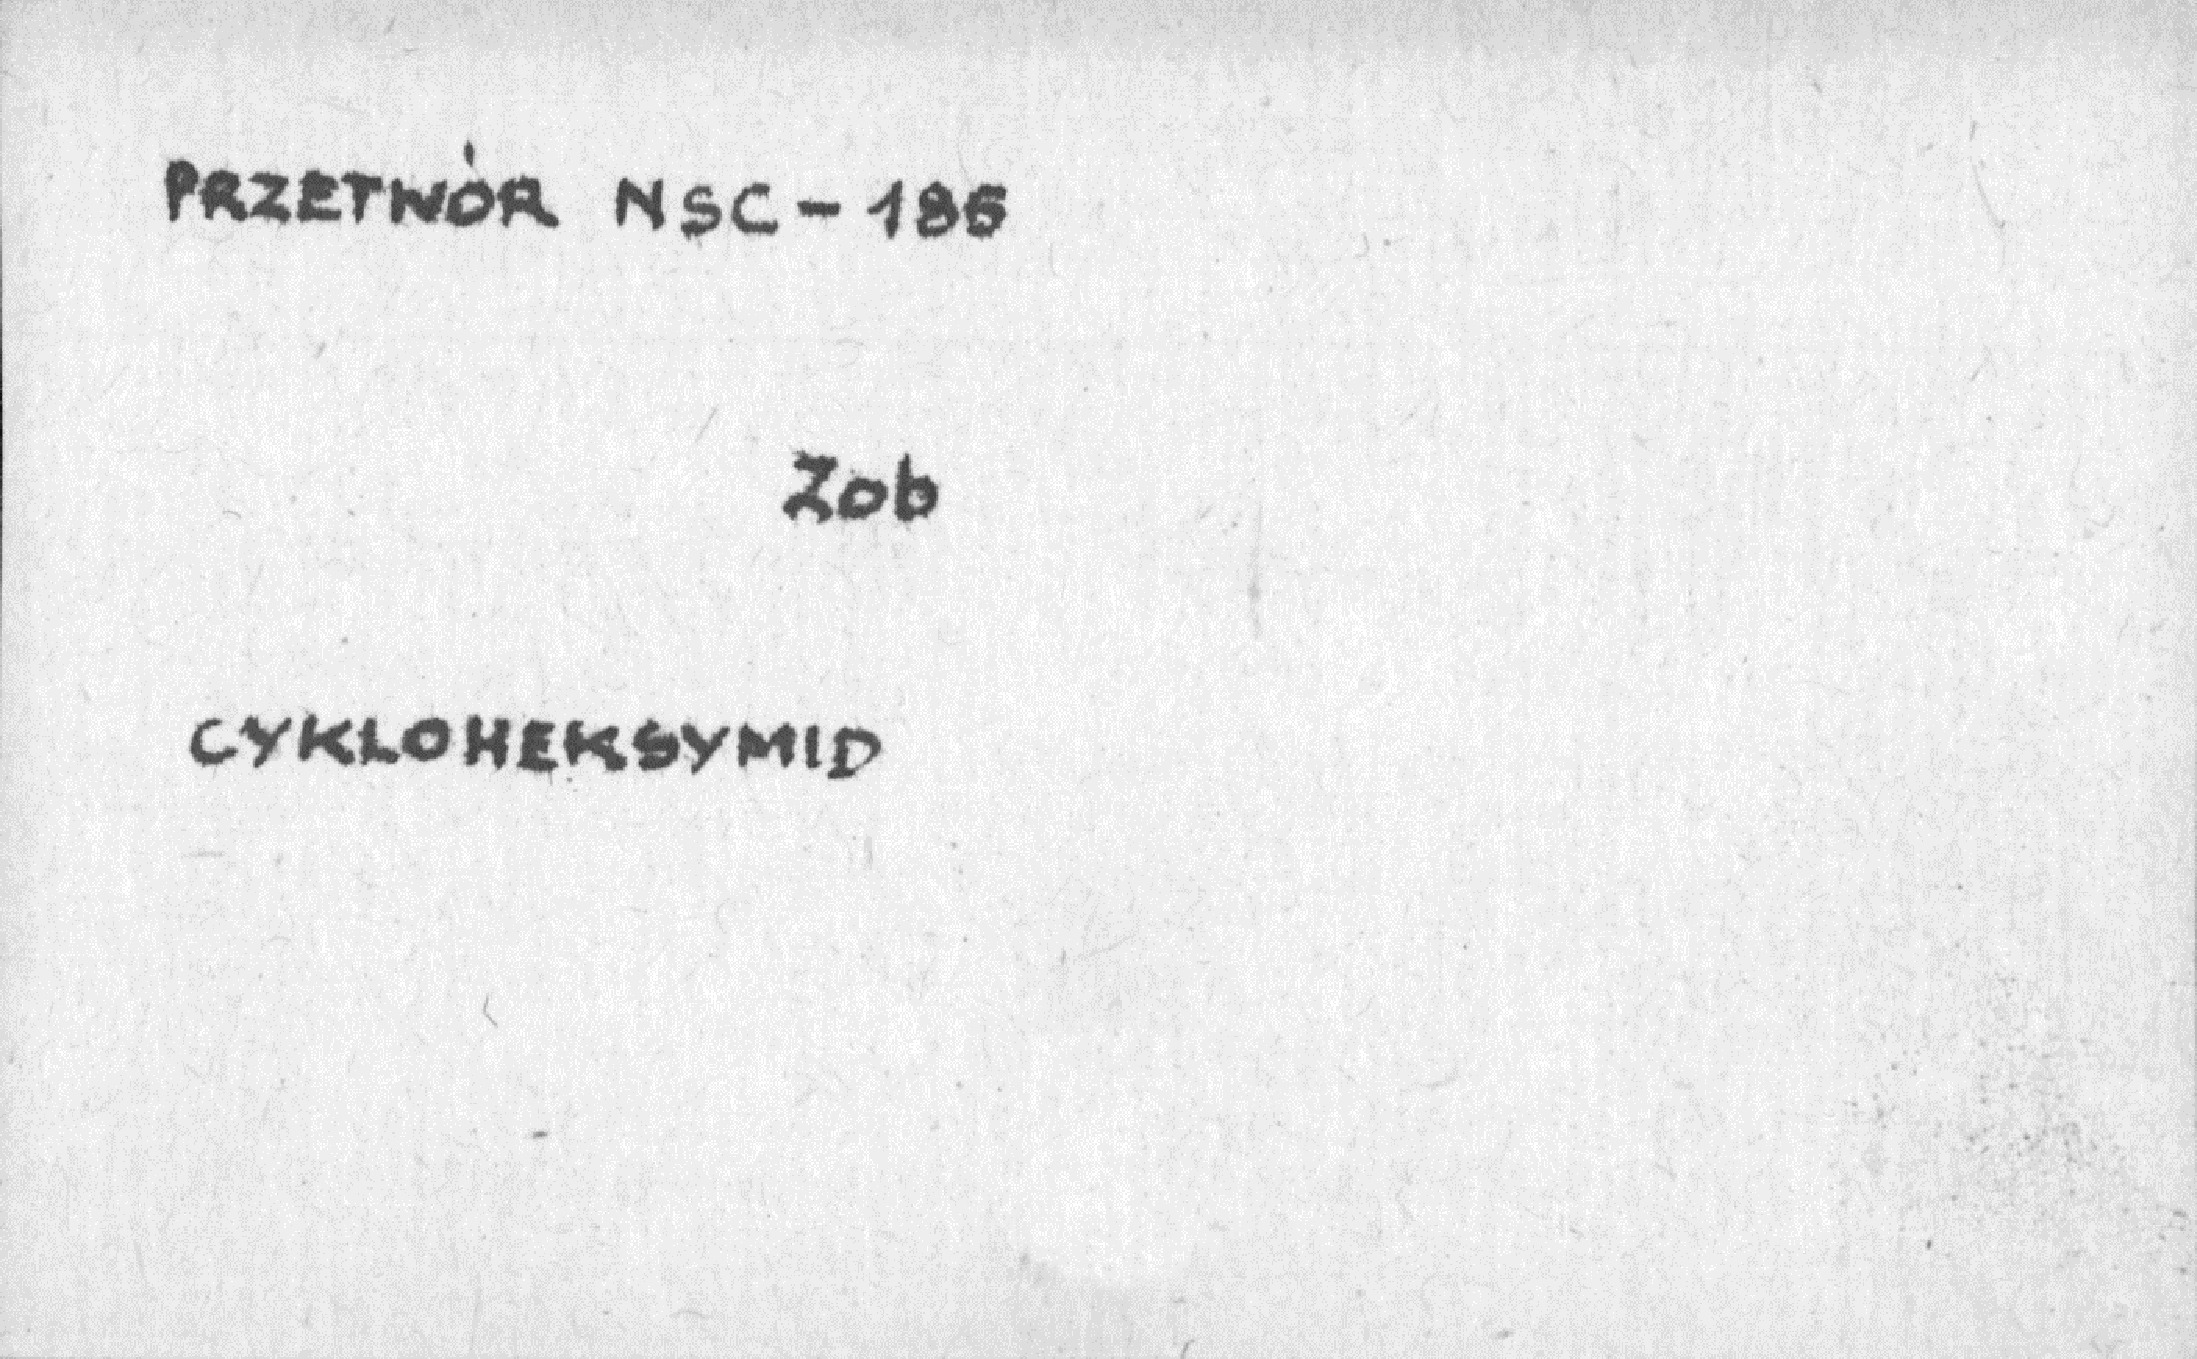 PRZETWÓR NSC-185
Zob
CYKLOHEKSYMID